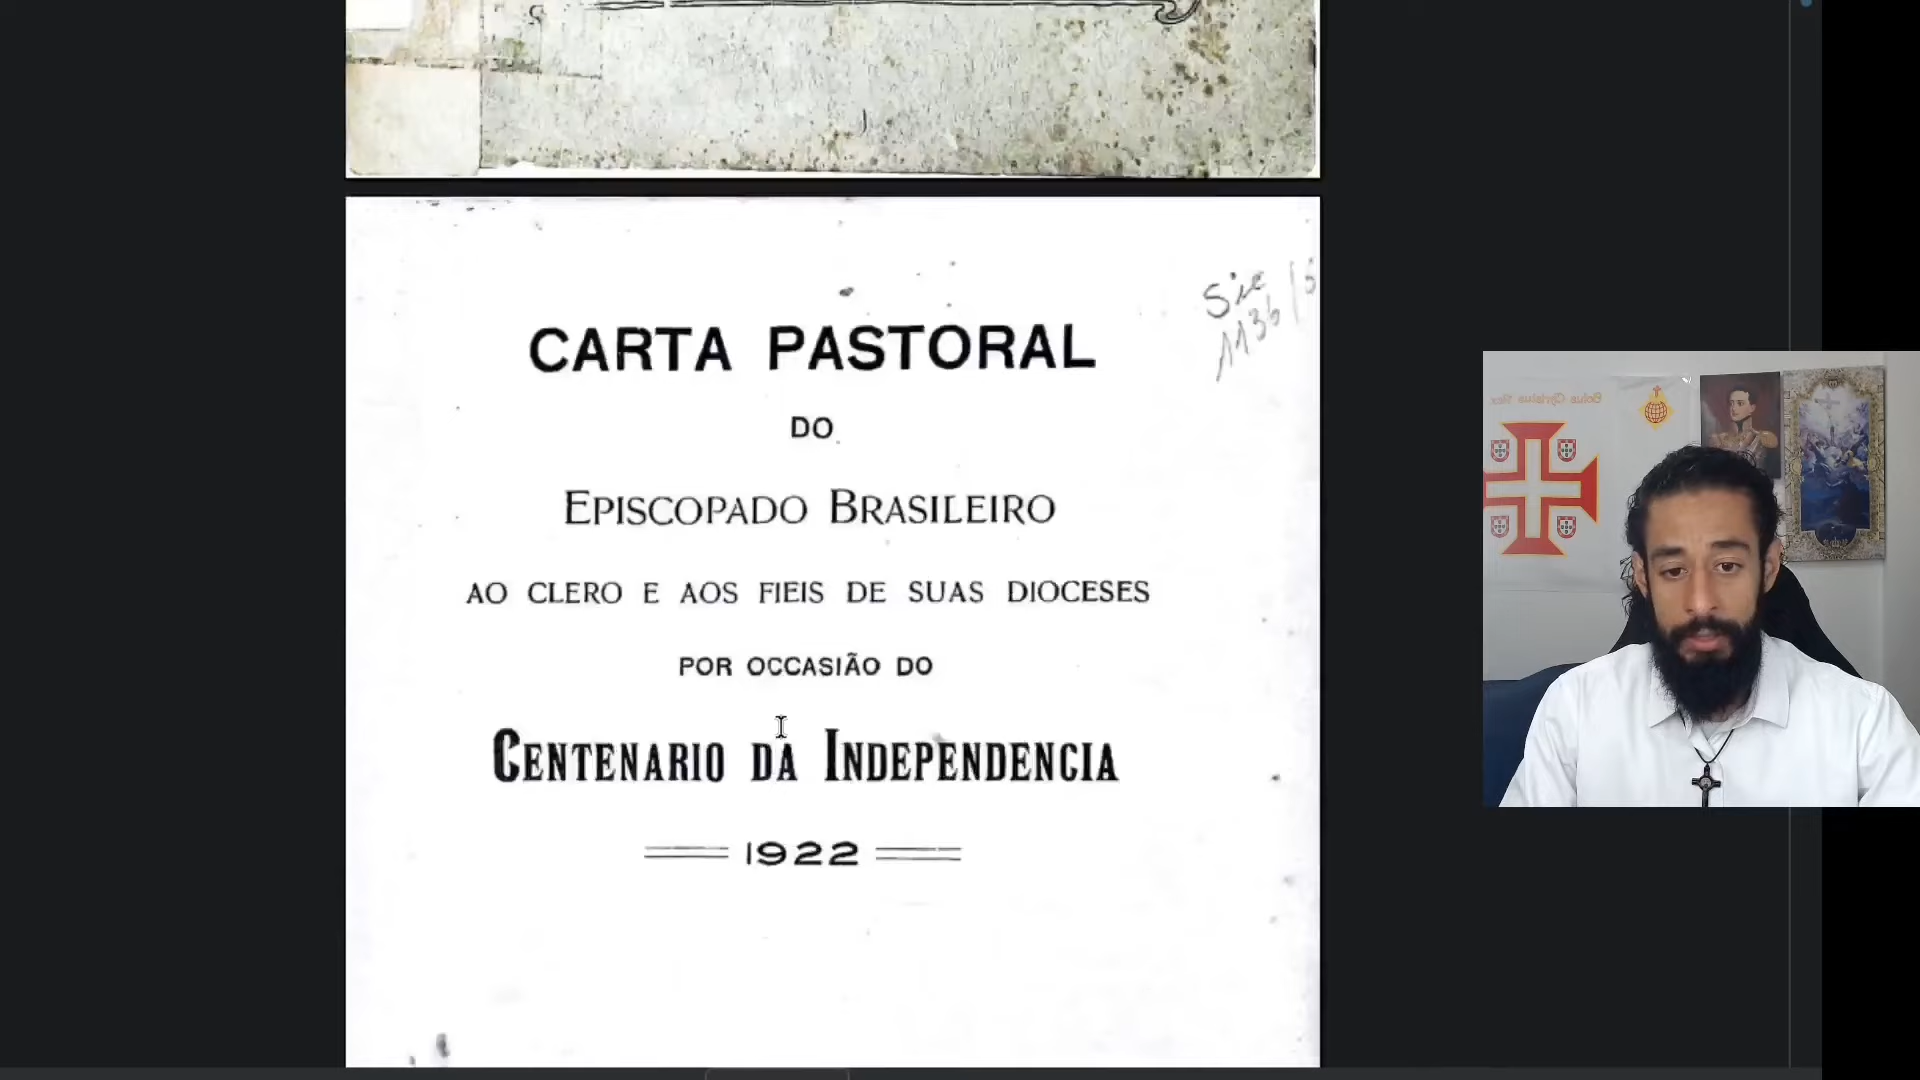 CARTA PASTORAL
DO
EPISCOPADO BRASILEIRO
AO CLERO E AOS FIEIS DE SUAS DIOCESES
POR OCCASIÃO DO
CENTENARIO DA INDEPENDENCIA
1922